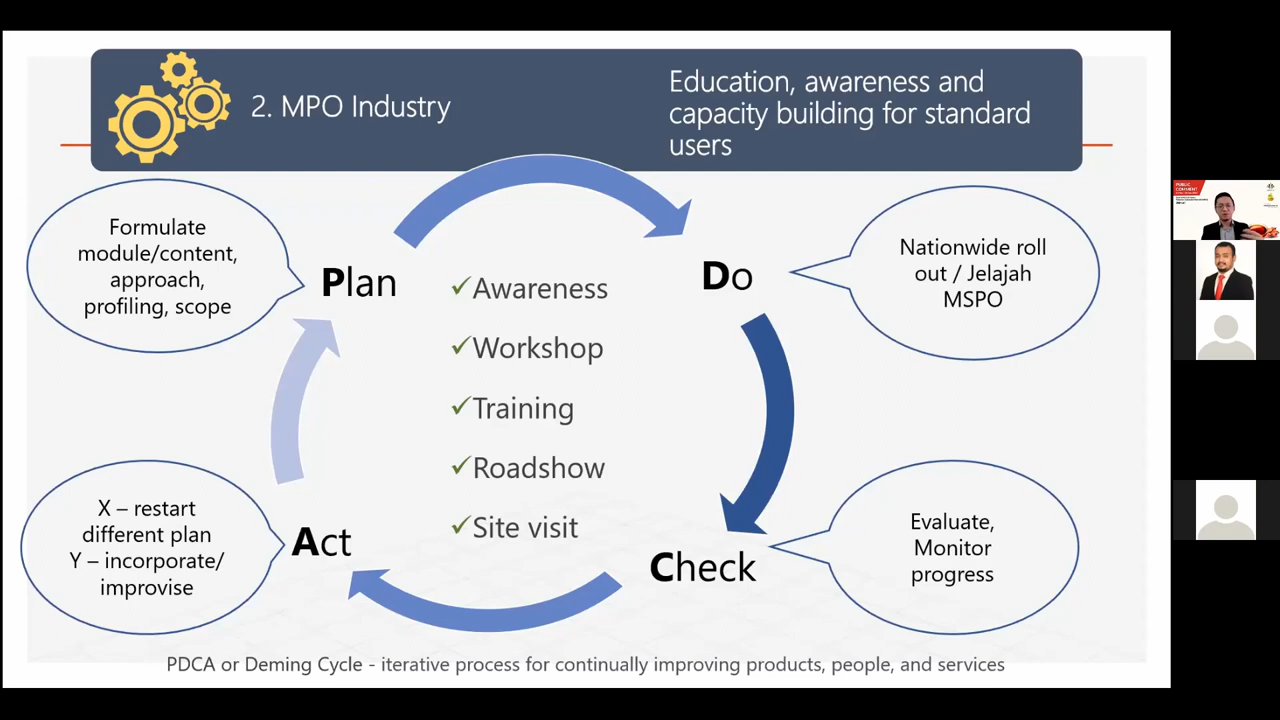 2. MPO Industry
Education, awareness and
capacity building for standard
users
Formulate
module/content,
approach,
profiling, scope
Plan
Do
Nationwide roll
out / Jelajah
MSPO
✓Awareness
✓Workshop
✓Training
✓Roadshow
✓Site visit
X – restart
different plan
Y – incorporate/
improvise
Act
Check
Evaluate,
Monitor
progress
PDCA or Deming Cycle - iterative process for continually improving products, people, and services
PUBLIC
COMMENT